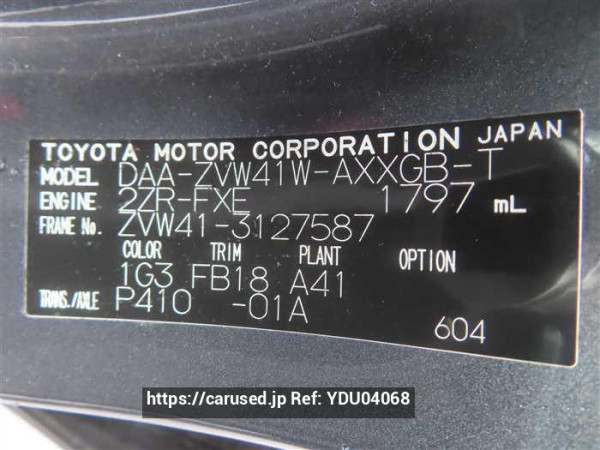 TOYOTA MOTOR CORPORATION JAPAN
MODEL DAA-ZVW41W-AXXGB-T
ENGINE 2ZR-FXE 1797 mL
FRAME No. ZVW41-3127587
COLOR TRIM PLANT OPTION
1G3 FB18 A41
TRANS./AXLE P410 -01A
604
https://carused.jp Ref: YDU04068